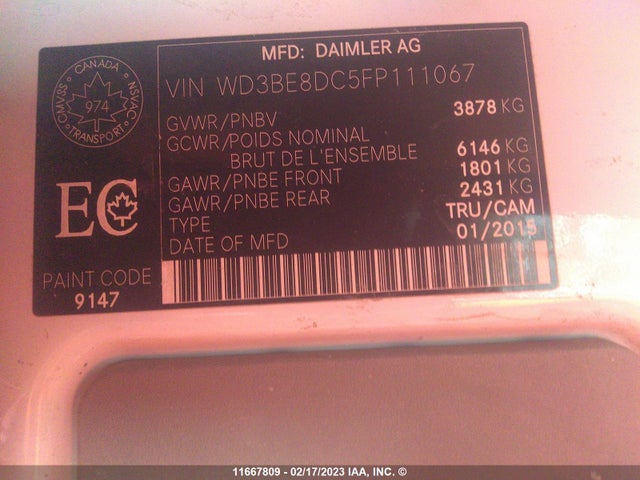 MFD: DAIMLER AG
CANADA
CMVSS
NSVAC
974
TRANSPORT
VIN WD3BE8DC5FP111067
GVWR/PNBV 3878 KG
GCWR/POIDS NOMINAL
BRUT DE L'ENSEMBLE 6146 KG
GAWR/PNBE FRONT 1801 KG
GAWR/PNBE REAR 2431 KG
TYPE TRU/CAM
DATE OF MFD 01/2015
EC
PAINT CODE
9147
11667809 - 02/17/2023 IAA, INC. ©